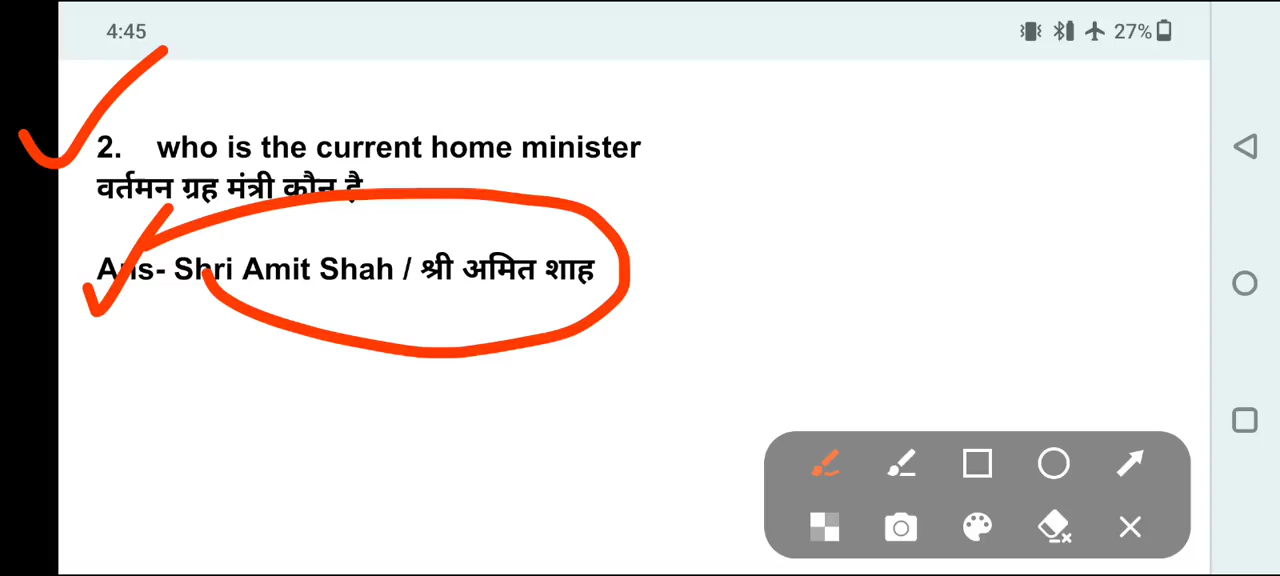 4:45
27%
2. who is the current home minister
वर्तमन ग्रह मंत्री कौन है
Ans- Shri Amit Shah / श्री अमित शाह